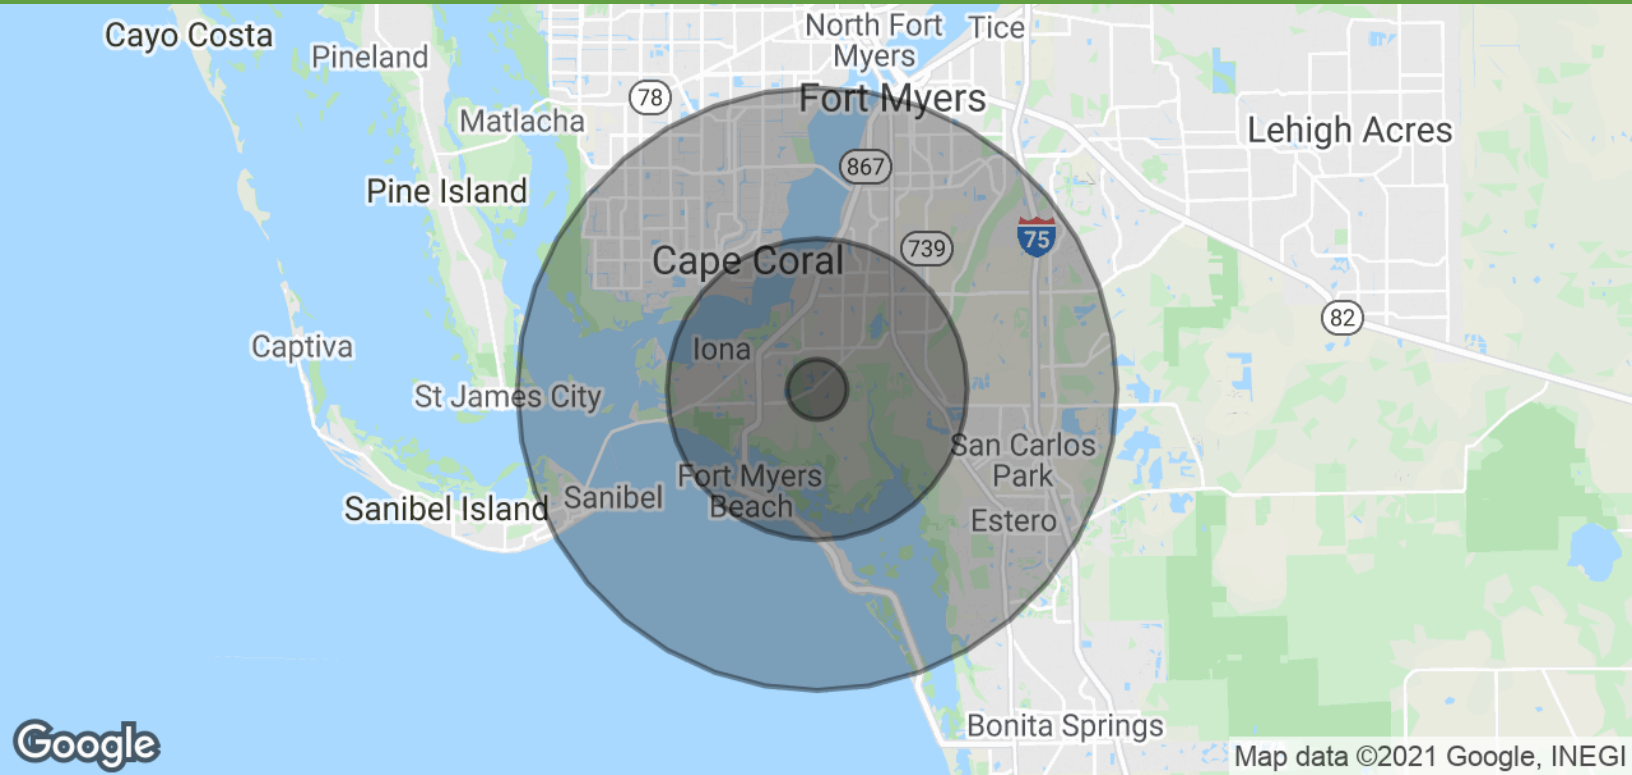 Cayo Costa
Pineland
North Fort
Myers
Tice
78
Fort Myers
Matlacha
Lehigh Acres
867
Pine Island
739
75
Cape Coral
82
Captiva
Iona
St James City
San Carlos
Park
Fort Myers
Beach
Sanibel
Sanibel Island
Estero
Bonita Springs
Google
Map data ©2021 Google, INEGI